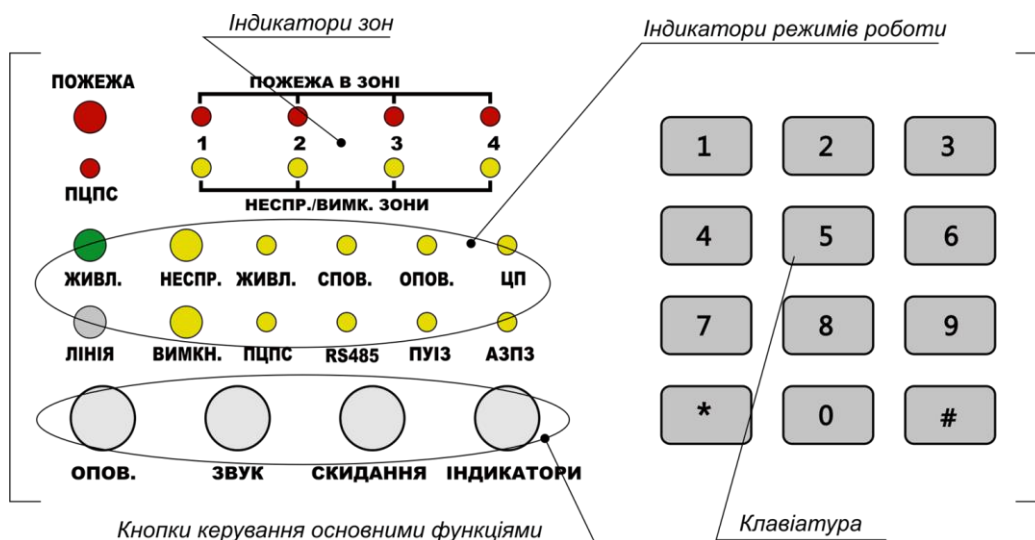 Індикатори зон
Індикатори режимів роботи
ПОЖЕЖА
ПОЖЕЖА В ЗОНІ
1 2 3 4
ПЦПС
НЕСПР./ВИМК. ЗОНИ
ЖИВЛ. НЕСПР. ЖИВЛ. СПОВ. ОПОВ. ЦП
ЛІНІЯ ВИМКН. ПЦПС RS485 ПУІЗ АЗПЗ
ОПОВ. ЗВУК СКИДАННЯ ІНДИКАТОРИ
1 2 3
4 5 6
7 8 9
* 0 #
Кнопки керування основними функціями
Клавіатура